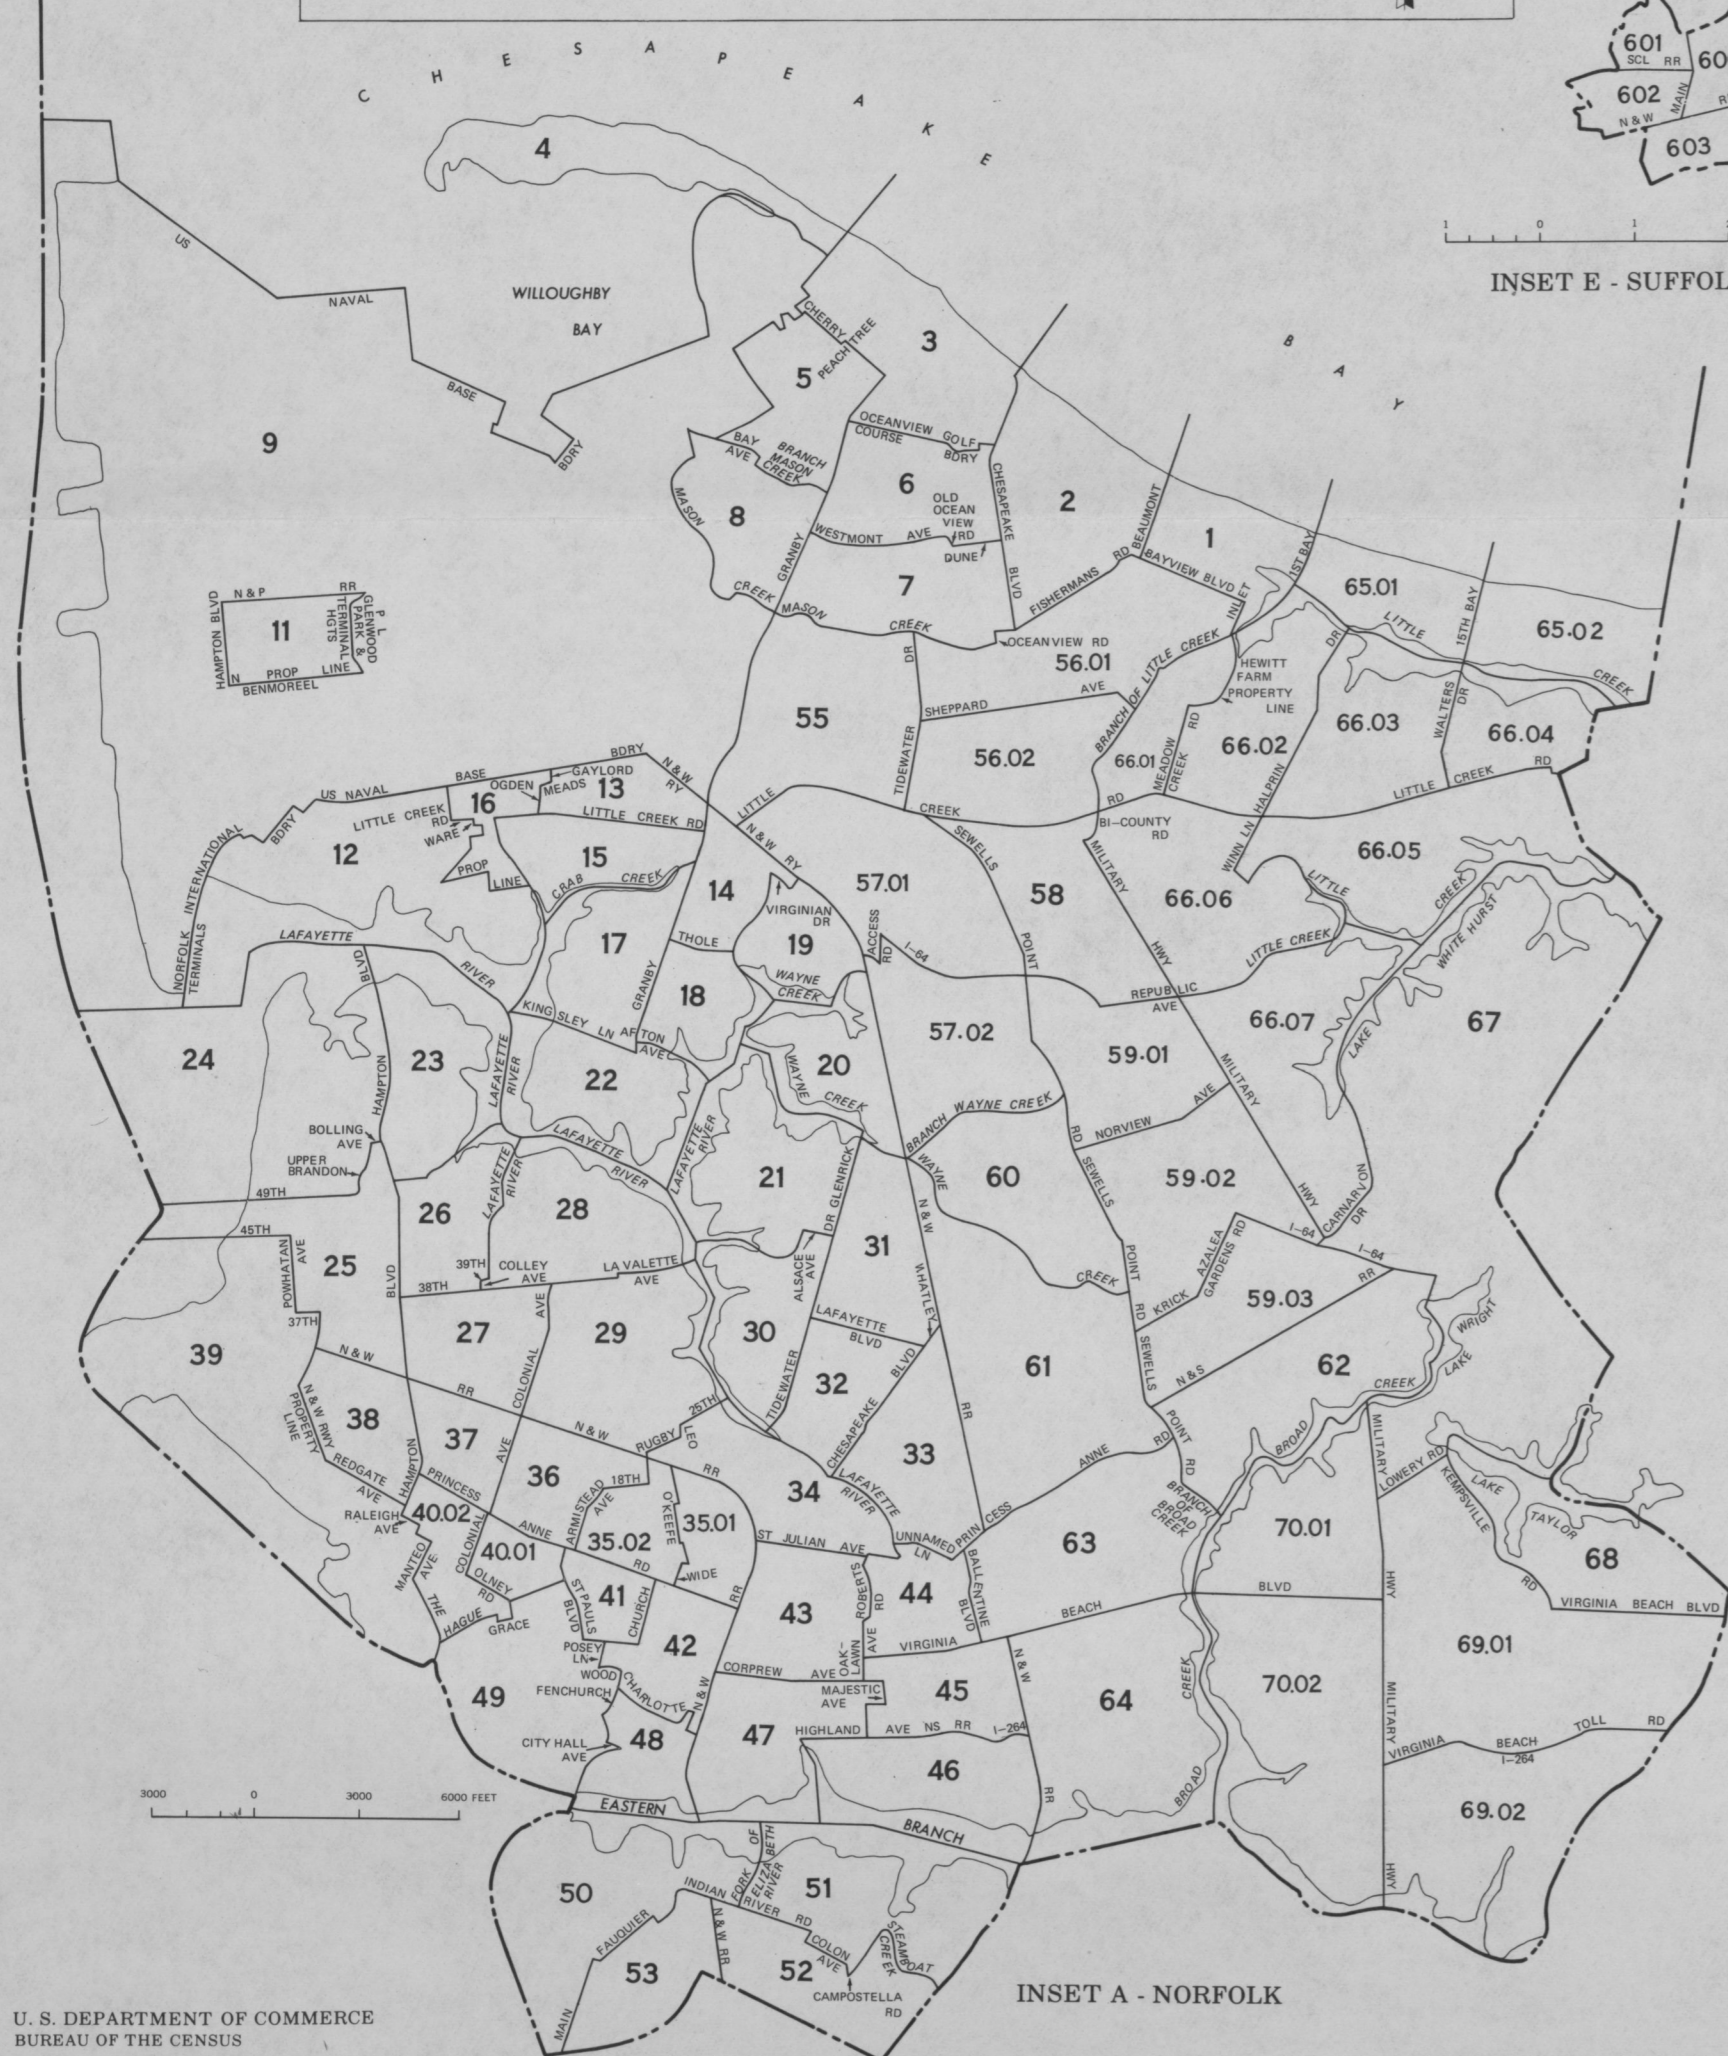 C H E S A P E A K E
B A Y
601
SCL RR
60
602
MAIN
N & W
R
603
1 0 1
INSET E - SUFFOL
4
WILLOUGHBY
BAY
US
NAVAL
BASE
BDRY
9
CHERRY
PEACH TREE
3
5
OCEANVIEW GOLF
COURSE
BDRY
BAY
AVE
BRANCH
MASON
CREEK
MASON
8
6
OLD
OCEAN
VIEW
RD
CHESAPEAKE
BLVD
2
BEAUMONT
1
1ST BAY
WESTMONT AVE
DUNE
GRANBY
7
CREEK
MASON
CREEK
FISHERMANS RD
BAYVIEW BLVD
INLET
65.01
15TH BAY
65.02
LITTLE
CREEK
HAMPTON BLVD
N & P RR
11
TERMINAL
HGTS
PARK &
GLENWOOD
P L
N PROP LINE
BENMOREEL
OCEANVIEW RD
56.01
BRANCH OF LITTLE CREEK
HEWITT
FARM
PROPERTY
LINE
DR
66.03
WALTERS
DR
66.04
DR
SHEPPARD AVE
55
56.02
TIDEWATER
66.01
MEADOW
CREEK
RD
66.02
WINN LN HALPRIN
LITTLE CREEK RD
BDRY
BASE
GAYLORD
OGDEN MEADS
13
N & W
RY
US NAVAL
16
LITTLE CREEK
RD
WARE
LITTLE CREEK RD
LITTLE
CREEK
RD
BI-COUNTY
RD
INTERNATIONAL
BDRY
12
PROP
LINE
15
CRAB CREEK
14
N & W RY
57.01
SEWELLS
58
MILITARY
66.06
66.05
LITTLE
CREEK
WHITE HURST
VIRGINIAN
DR
19
ACCESS
RD
I-64
POINT
HWY
LITTLE CREEK
NORFOLK
TERMINALS
LAFAYETTE
RIVER
BLVD
17
THOLE
GRANBY
18
WAYNE
CREEK
REPUBLIC
AVE
66.07
LAKE
67
KINGSLEY LN
AFTON
AVE
57.02
59.01
24
23
HAMPTON
LAFAYETTE
RIVER
22
20
WAYNE
CREEK
MILITARY
BRANCH WAYNE CREEK
NORVIEW AVE
RD
BOLLING
AVE
UPPER
BRANDON
LAFAYETTE
RIVER
LAFAYETTE
RIVER
21
DR GLENRICK
WAYNE
60
SEWELLS
59.02
HWY
CARNARVON
DR
49TH
45TH
26
LAFAYETTE
RIVER
28
POWHATAN
AVE
25
39TH
COLLEY
AVE
38TH
LA VALETTE
AVE
BLVD
ALSACE
AVE
31
N & W
CREEK
POINT
RD
KRICK
AZALEA
GARDENS RD
I-64
I-64
59.03
RR
37TH
WHATLEY
LAFAYETTE
BLVD
WRIGHT
LAKE
39
N & W
RR
27
AVE
COLONIAL
29
30
TIDEWATER
32
CHESAPEAKE BLVD
61
SEWELLS
N & S
62
CREEK
N & W RWY
PROPERTY
LINE
38
HAMPTON
37
AVE
N & W
RUGBY
LEO
25TH
RR
33
RR
ANNE
RD
POINT
RD
BROAD
MILITARY
LOWERY RD
LAKE
TAYLOR
REDGATE
AVE
PRINCESS
36
18TH
ARMISTEAD
AVE
O'KEEFE
35.01
34
LAFAYETTE
RIVER
PRINCESS
BRANCH
OF
BROAD
CREEK
70.01
KEMPSVILLE
RD
68
RALEIGH
AVE
40.02
COLONIAL
ANNE
RD
35.02
ST JULIAN AVE
UNNAMED
LN
63
40.01
WIDE
MANTEO
AVE
OLNEY
RD
THE
HAGUE
GRACE
ST PAULS
BLVD
41
CHURCH
RR
43
ROBERTS
RD
44
BALLENTINE
BLVD
BEACH
BLVD
HWY
VIRGINIA BEACH BLVD
POSEY
LN
42
WOOD
OAK-
LAWN
AVE
VIRGINIA
69.01
49
FENCHURCH
CHARLOTTE
N & W
CORPREW AVE
MAJESTIC
AVE
45
N & W
64
CREEK
70.02
MILITARY
CITY HALL
AVE
48
47
HIGHLAND AVE NS RR I-264
VIRGINIA BEACH TOLL RD
I-264
46
RR
BROAD
69.02
3000 0 3000 6000 FEET
EASTERN
BRANCH
FORK
OF
ELIZABETH
RIVER
HWY
50
INDIAN
RIVER RD
51
FAUQUIER
N & W RR
COLON
AVE
STEAMBOAT
CREEK
53
52
CAMPOSTELLA
RD
MAIN
INSET A - NORFOLK
U. S. DEPARTMENT OF COMMERCE
BUREAU OF THE CENSUS